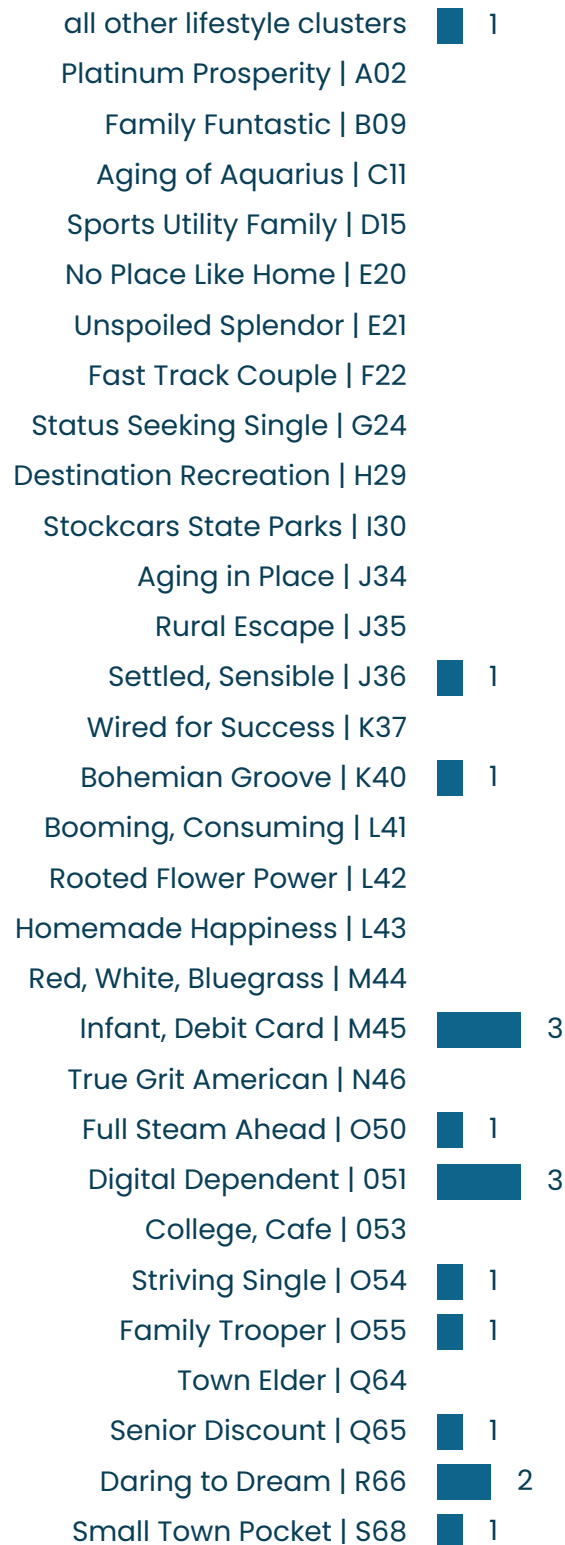 all other lifestyle clusters 1
Platinum Prosperity | A02
Family Funtastic | B09
Aging of Aquarius | C11
Sports Utility Family | D15
No Place Like Home | E20
Unspoiled Splendor | E21
Fast Track Couple | F22
Status Seeking Single | G24
Destination Recreation | H29
Stockcars State Parks | I30
Aging in Place | J34
Rural Escape | J35
Settled, Sensible | J36 1
Wired for Success | K37
Bohemian Groove | K40 1
Booming, Consuming | L41
Rooted Flower Power | L42
Homemade Happiness | L43
Red, White, Bluegrass | M44
Infant, Debit Card | M45 3
True Grit American | N46
Full Steam Ahead | O50 1
Digital Dependent | 051 3
College, Cafe | 053
Striving Single | O54 1
Family Trooper | O55 1
Town Elder | Q64
Senior Discount | Q65 1
Daring to Dream | R66 2
Small Town Pocket | S68 1